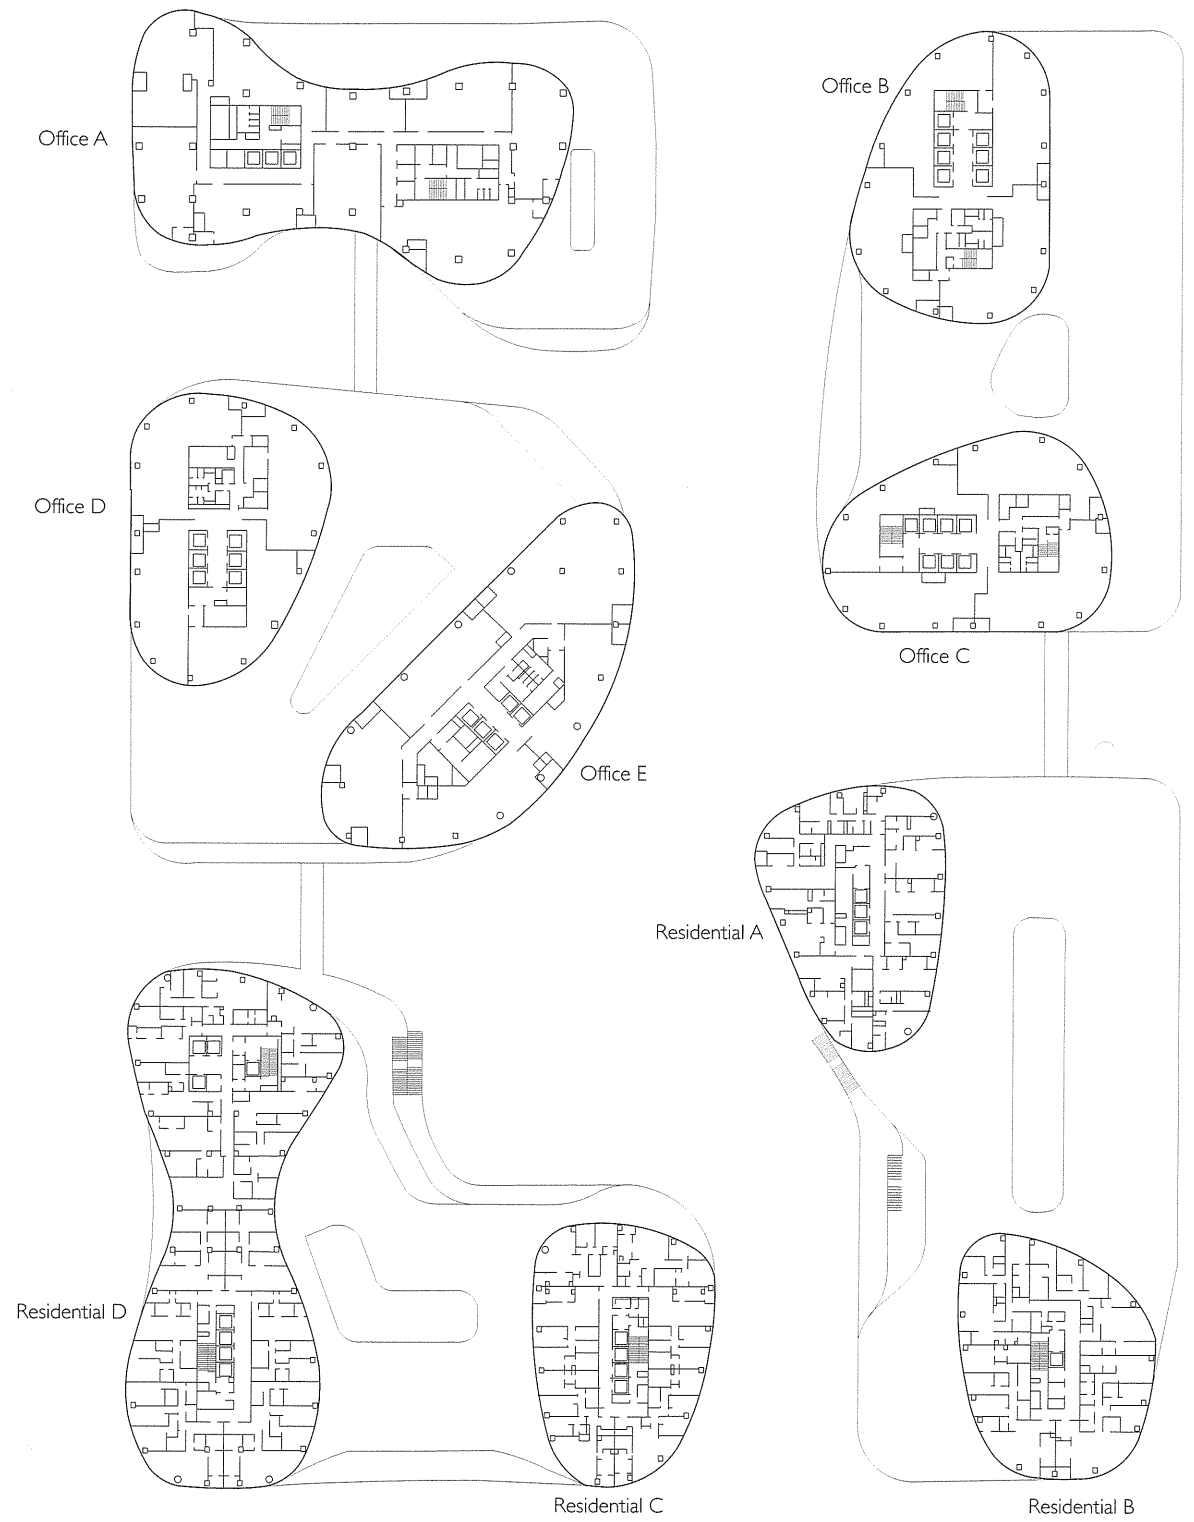 Office A
Office B
Office D
Office C
Office E
Residential A
Residential D
Residential C
Residential B